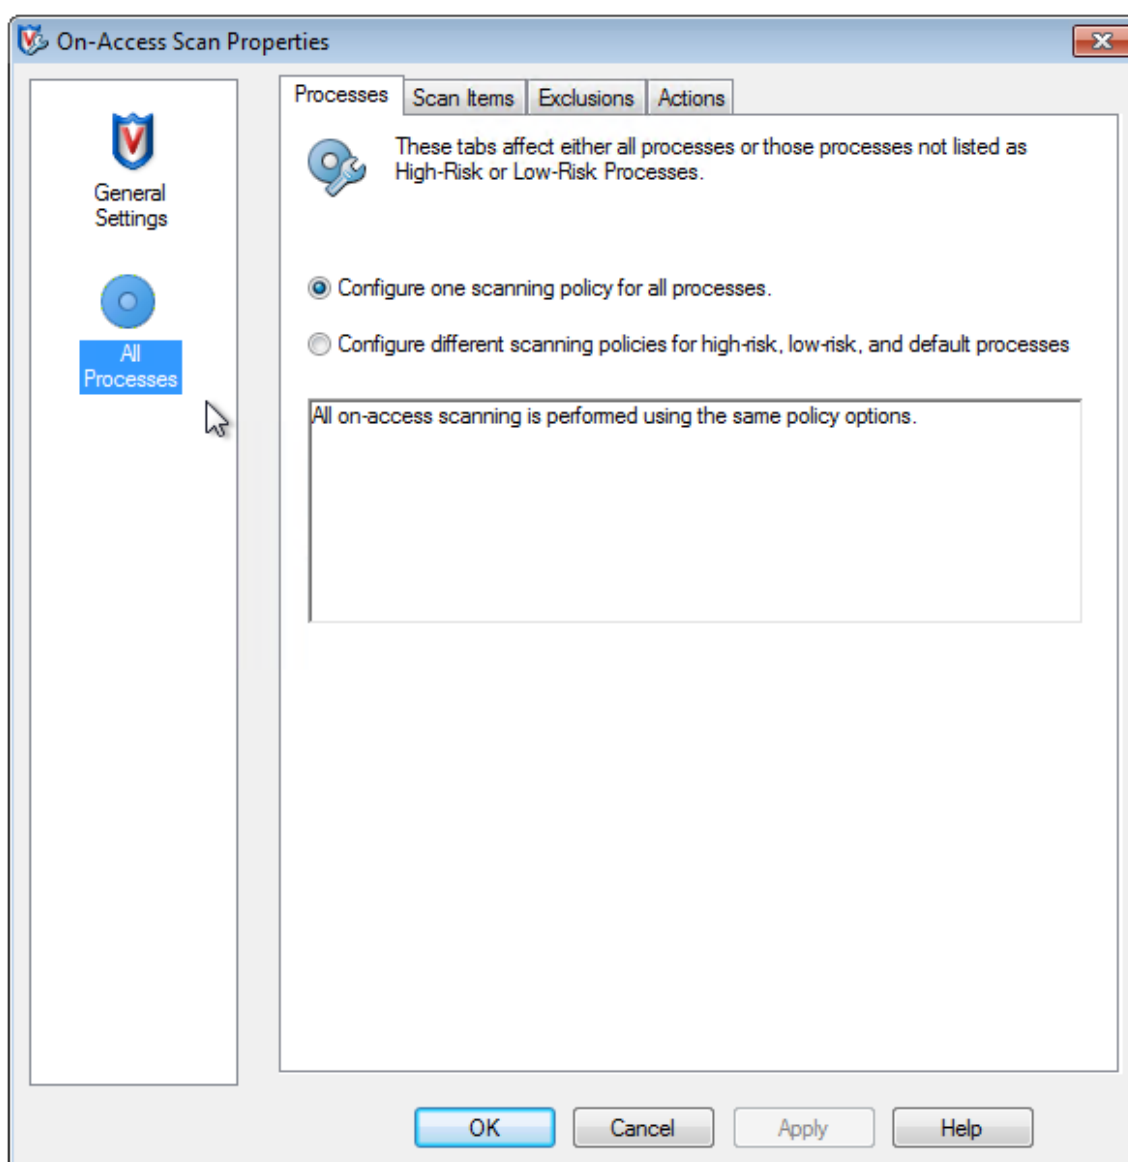 On-Access Scan Properties
General
Settings
All
Processes
Processes
Scan Items
Exclusions
Actions
These tabs affect either all processes or those processes not listed as
High-Risk or Low-Risk Processes.
Configure one scanning policy for all processes.
Configure different scanning policies for high-risk, low-risk, and default processes
All on-access scanning is performed using the same policy options.
OK
Cancel
Apply
Help